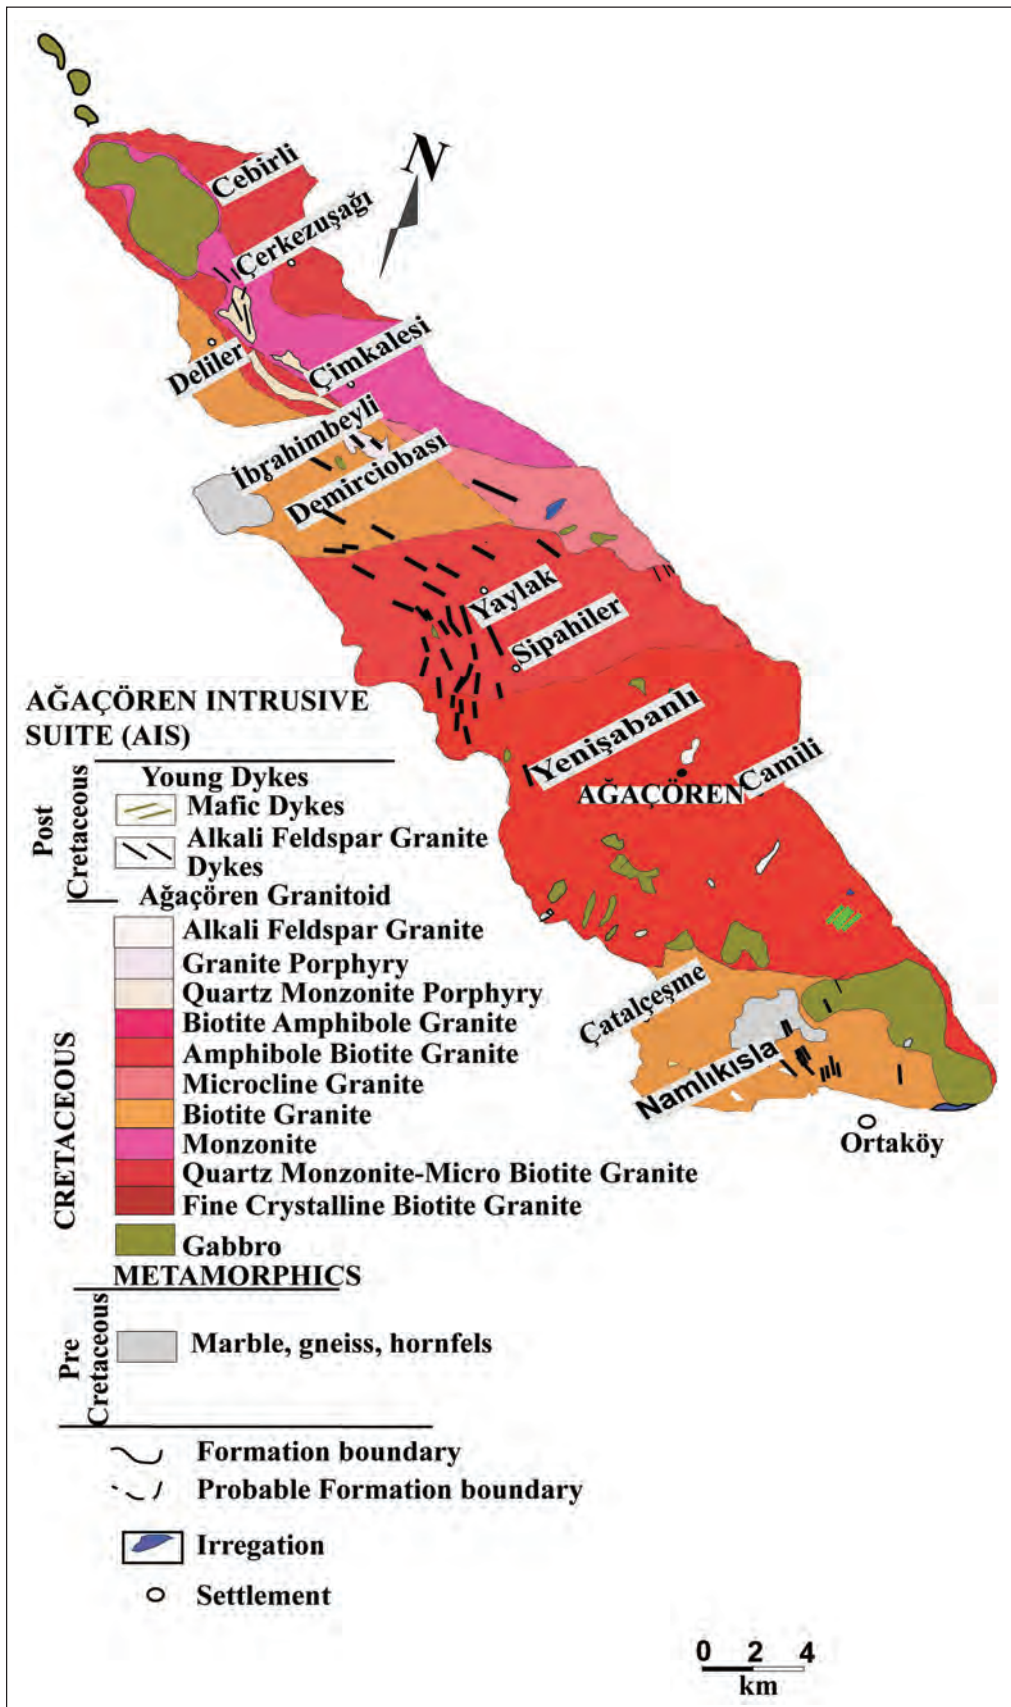 N
Cebirli
Çerkezuşağı
Deliler
Çimkalesi
İbrahimbeyli
Demirciobası
Yaylak
Sipahiler
Yenişabanlı
AĞAÇÖREN
Camili
Çatalçeşme
Namlıkısla
Ortaköy
AĞAÇÖREN INTRUSIVE
SUITE (AIS)
Post
Cretaceous
Young Dykes
Mafic Dykes
Alkali Feldspar Granite
Dykes
Ağaçören Granitoid
CRETACEOUS
Alkali Feldspar Granite
Granite Porphyry
Quartz Monzonite Porphyry
Biotite Amphibole Granite
Amphibole Biotite Granite
Microcline Granite
Biotite Granite
Monzonite
Quartz Monzonite-Micro Biotite Granite
Fine Crystalline Biotite Granite
Gabbro
METAMORPHICS
Pre
Cretaceous
Marble, gneiss, hornfels
Formation boundary
Probable Formation boundary
Irregation
Settlement
0 2 4
km